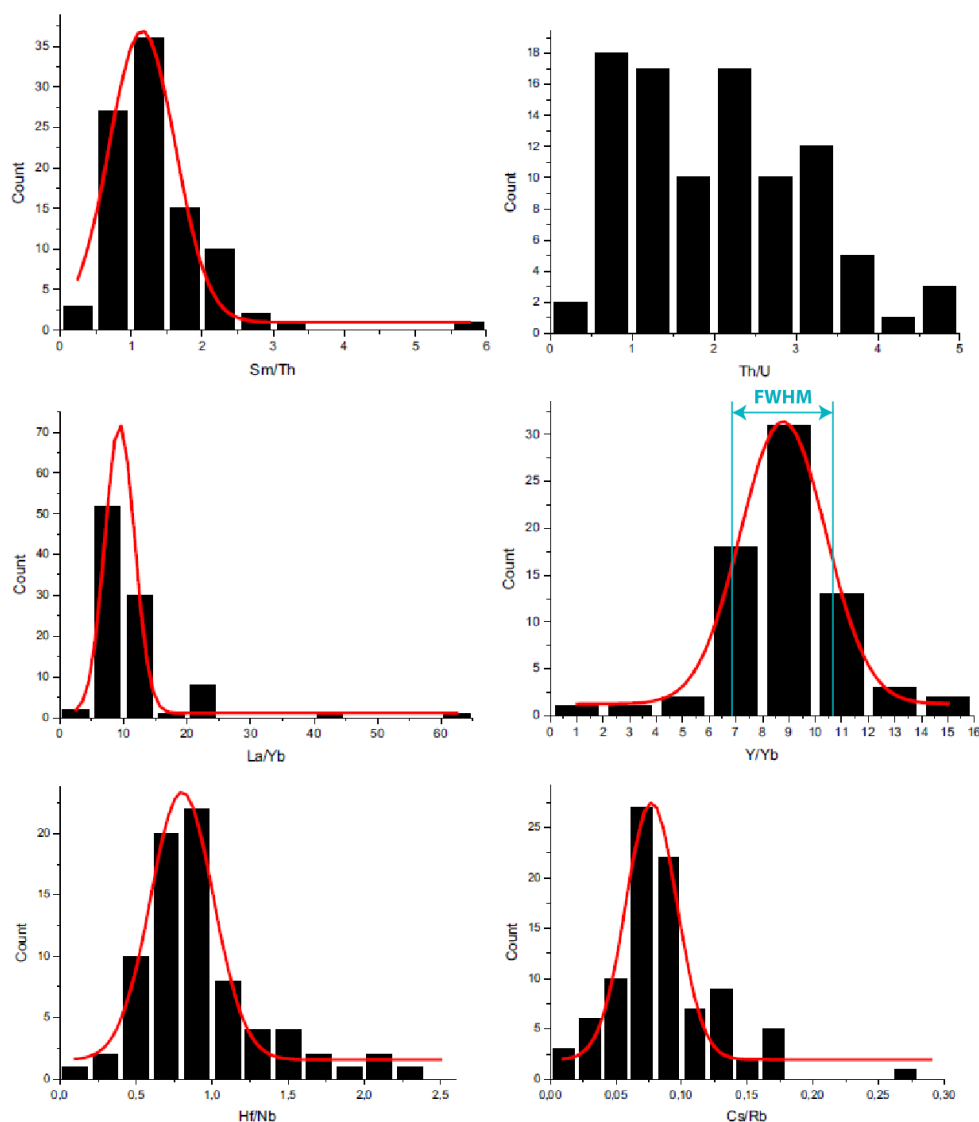 35
30
25
20
15
10
5
0
Count
0 1 2 3 4 5 6
Sm/Th
18
16
14
12
10
8
6
4
2
0
Count
0 1 2 3 4 5
Th/U
70
60
50
40
30
20
10
0
Count
0 10 20 30 40 50 60
La/Yb
FWHM
30
25
20
15
10
5
0
Count
0 1 2 3 4 5 6 7 8 9 10 11 12 13 14 15 16
Y/Yb
20
15
10
5
0
Count
0,0 0,5 1,0 1,5 2,0 2,5
Hf/Nb
25
20
15
10
5
0
Count
0,00 0,05 0,10 0,15 0,20 0,25 0,30
Cs/Rb